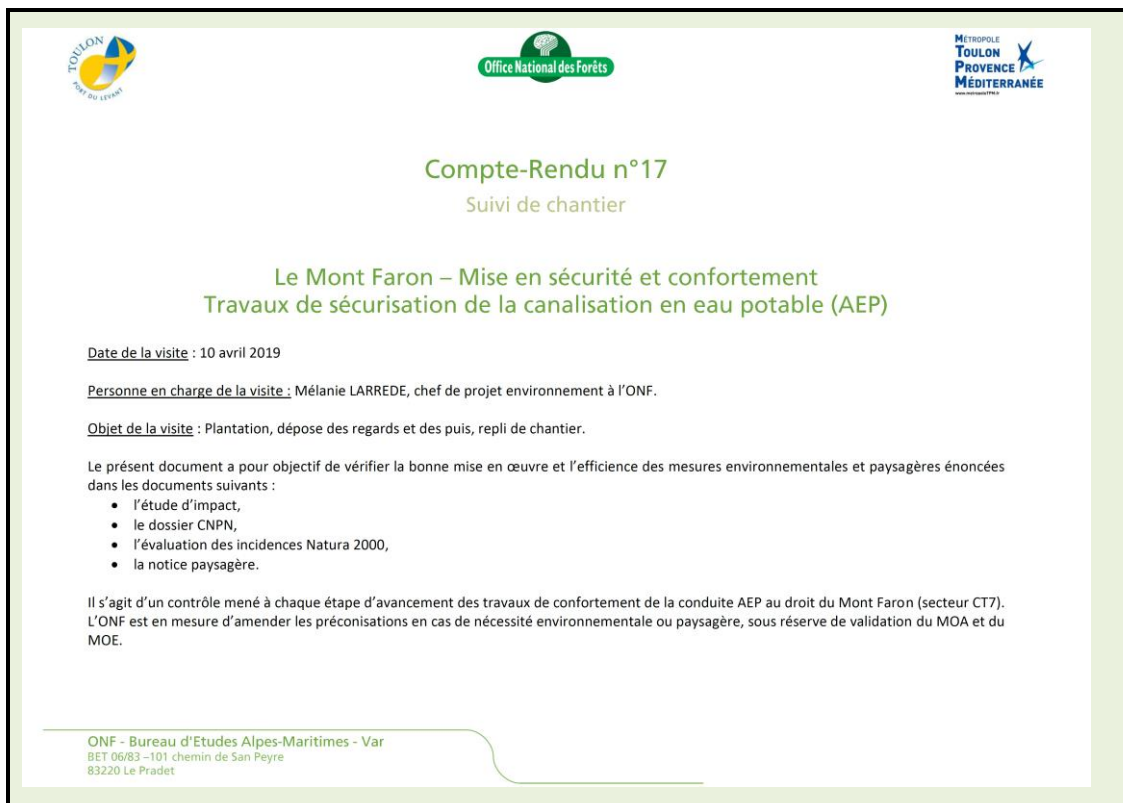 TOULON
PORT DU LEVANT
Office National des Forêts
MÉTROPOLE
TOULON
PROVENCE
MÉDITERRANÉE
www.metropoleTPM.fr
Compte-Rendu n°17
Suivi de chantier
Le Mont Faron – Mise en sécurité et confortement
Travaux de sécurisation de la canalisation en eau potable (AEP)
Date de la visite : 10 avril 2019
Personne en charge de la visite : Mélanie LARREDE, chef de projet environnement à l'ONF.
Objet de la visite : Plantation, dépose des regards et des puis, repli de chantier.
Le présent document a pour objectif de vérifier la bonne mise en œuvre et l'efficience des mesures environnementales et paysagères énoncées
dans les documents suivants :
• l'étude d'impact,
• le dossier CNPN,
• l'évaluation des incidences Natura 2000,
• la notice paysagère.
Il s'agit d'un contrôle mené à chaque étape d'avancement des travaux de confortement de la conduite AEP au droit du Mont Faron (secteur CT7).
L'ONF est en mesure d'amender les préconisations en cas de nécessité environnementale ou paysagère, sous réserve de validation du MOA et du
MOE.
ONF - Bureau d'Etudes Alpes-Maritimes - Var
BET 06/83 –101 chemin de San Peyre
83220 Le Pradet